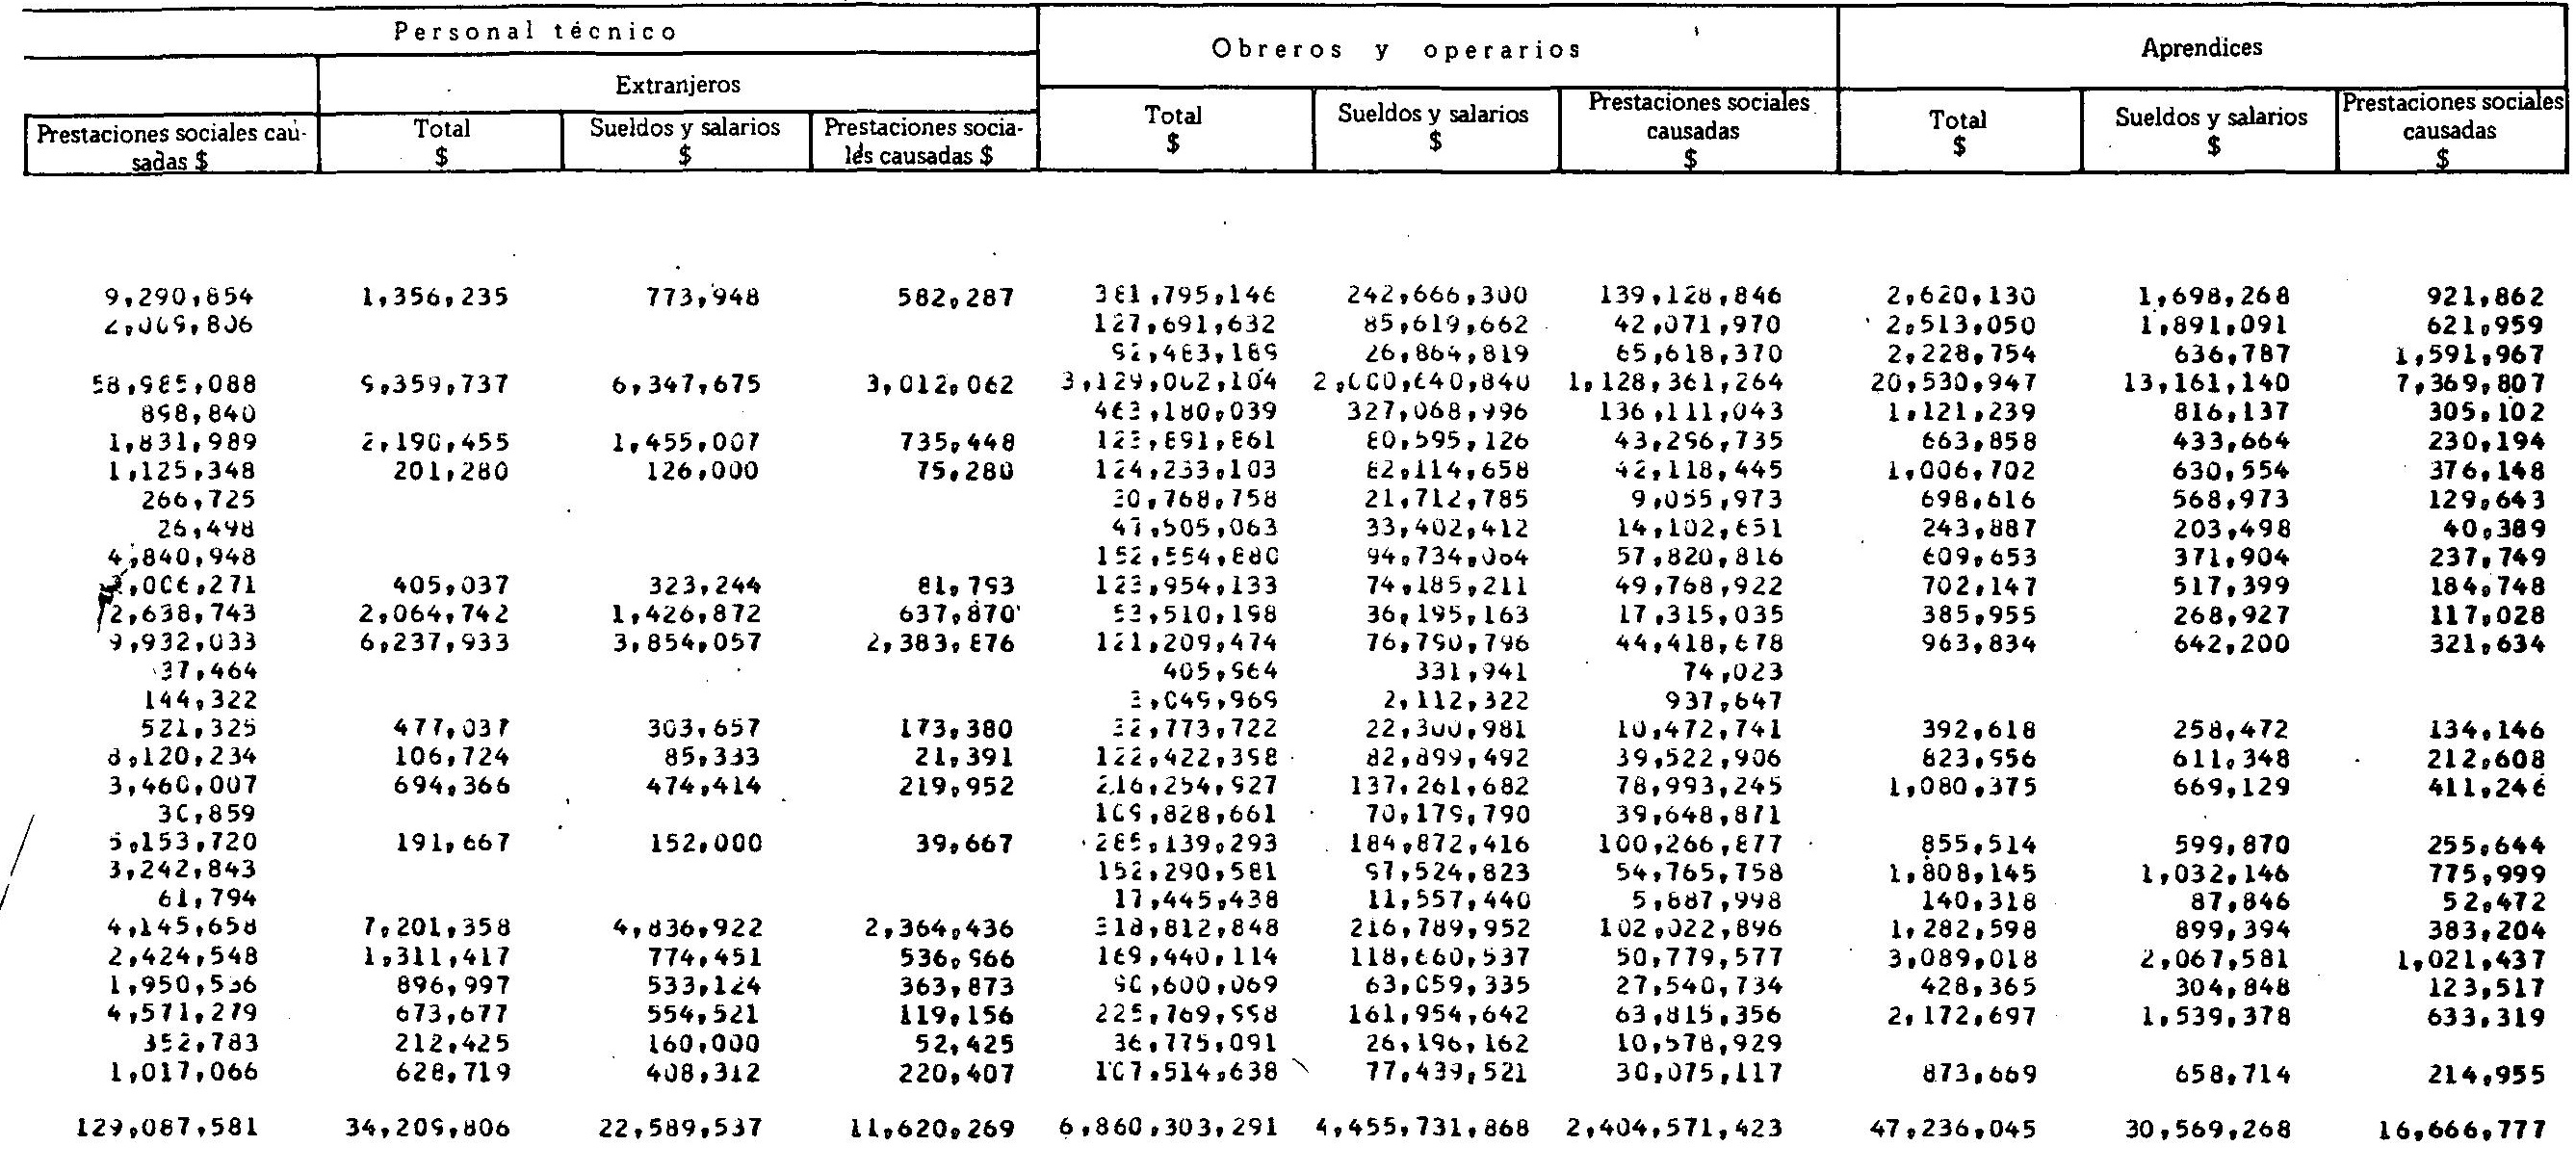 Personal técnico
Obreros y operarios
Aprendices
Extranjeros
Prestaciones sociales cau-
sadas $
Total
$
Sueldos y salarios
$
Prestaciones socia-
les causadas $
Total
$
Sueldos y salarios
$
Prestaciones sociales
causadas
$
Total
$
Sueldos y salarios
$
Prestaciones sociales
causadas
$
9,290,854 1,356,235 773,948 582,287 381,795,146 242,666,300 139,128,846 2,620,130 1,698,268 921,862
2,069,806 127,691,632 85,619,662 42,071,970 2,513,050 1,891,091 621,959
92,483,189 26,864,819 65,618,370 2,228,754 636,787 1,591,967
58,985,088 9,359,737 6,347,675 3,012,062 3,129,002,104 2,000,640,840 1,128,361,264 20,530,947 13,161,140 7,369,807
898,840 463,180,039 327,068,996 136,111,043 1,121,239 816,137 305,102
1,831,989 2,190,455 1,455,007 735,448 123,891,861 80,595,126 43,296,735 663,858 433,664 230,194
1,125,348 201,280 126,000 75,280 124,233,103 82,114,658 42,118,445 1,006,702 630,554 376,148
266,725 30,768,758 21,712,785 9,055,973 698,616 568,973 129,643
26,498 47,505,063 33,402,412 14,102,651 243,887 203,498 40,389
4,840,948 152,554,880 94,734,064 57,820,816 609,653 371,904 237,749
405,037 323,244 81,793 123,954,133 74,185,211 49,768,922 702,147 517,399 184,748
2,638,743 2,064,742 1,426,872 637,870 53,510,198 36,195,163 17,315,035 385,955 268,927 117,028
9,932,033 6,237,933 3,854,057 2,383,876 121,209,474 76,790,796 44,418,678 963,834 642,200 321,634
37,464 405,964 331,941 74,023
144,322 3,049,969 2,112,322 937,647
521,325 477,037 303,657 173,380 32,773,722 22,300,981 10,472,741 392,618 258,472 134,146
8,120,234 106,724 85,333 21,391 122,422,398 82,899,492 39,522,906 823,956 611,348 212,608
3,460,007 694,366 474,414 219,952 216,254,927 137,261,682 78,993,245 1,080,375 669,129 411,246
30,859 109,828,661 70,179,790 39,648,871
5,153,720 191,667 152,000 39,667 285,139,293 184,872,416 100,266,877 855,514 599,870 255,644
3,242,843 152,290,581 97,524,823 54,765,758 1,808,145 1,032,146 775,999
61,794 17,445,438 11,557,440 5,887,998 140,318 87,846 52,472
4,145,658 7,201,358 4,836,922 2,364,436 318,812,848 216,789,952 102,022,896 1,282,598 899,394 383,204
2,424,548 1,311,417 774,451 536,966 169,440,114 118,660,537 50,779,577 3,089,018 2,067,581 1,021,437
1,950,536 896,997 533,124 363,873 90,600,069 63,059,335 27,540,734 428,365 304,848 123,517
4,571,279 673,677 554,521 119,156 225,769,998 161,954,642 63,815,356 2,172,697 1,539,378 633,319
352,783 212,425 160,000 52,425 36,775,091 26,196,162 10,578,929
1,017,066 628,719 408,312 220,407 107,514,638 77,439,521 30,075,117 873,669 658,714 214,955
129,087,581 34,209,806 22,589,537 11,620,269 6,860,303,291 4,455,731,868 2,404,571,423 47,236,045 30,569,268 16,666,777